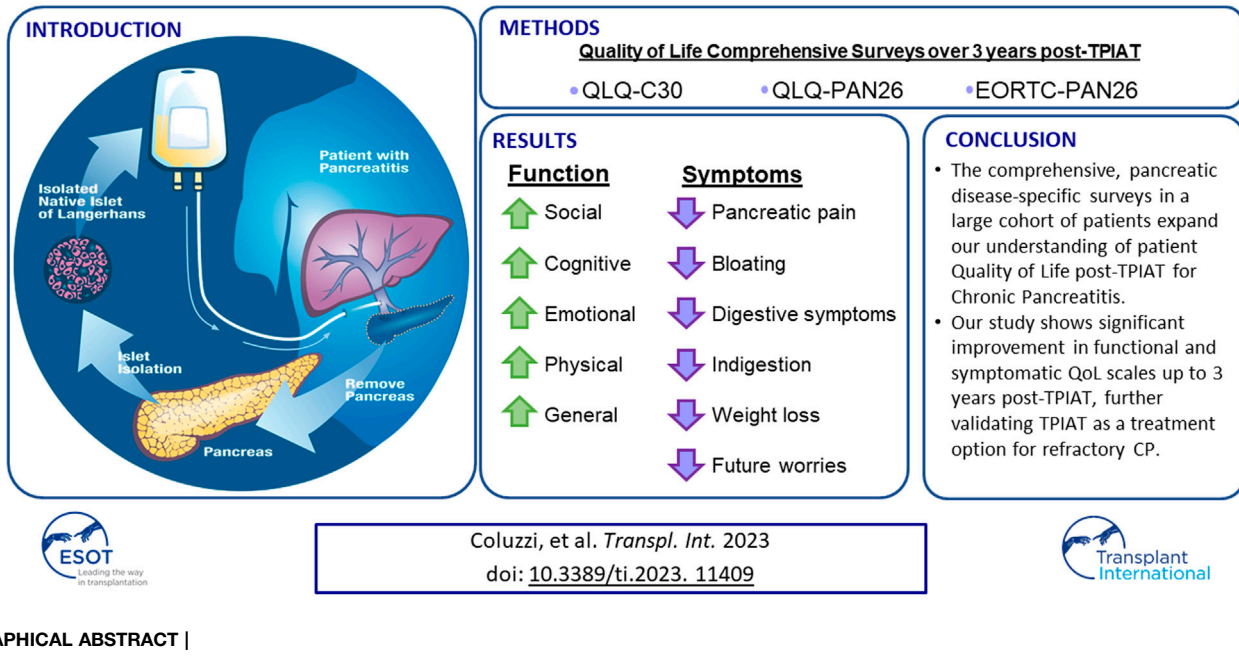 INTRODUCTION
Patient with
Pancreatitis
Isolated
Native Islet
of Langerhans
Islet
Isolation
Remove
Pancreas
Pancreas
METHODS
Quality of Life Comprehensive Surveys over 3 years post-TPIAT
• QLQ-C30 • QLQ-PAN26 • EORTC-PAN26
RESULTS
Function Symptoms
Social Pancreatic pain
Cognitive Bloating
Emotional Digestive symptoms
Physical Indigestion
General Weight loss
Future worries
CONCLUSION
• The comprehensive, pancreatic
disease-specific surveys in a
large cohort of patients expand
our understanding of patient
Quality of Life post-TPIAT for
Chronic Pancreatitis.
• Our study shows significant
improvement in functional and
symptomatic QoL scales up to 3
years post-TPIAT, further
validating TPIAT as a treatment
option for refractory CP.
ESOT
Leading the way
in transplantation
Coluzzi, et al. Transpl. Int. 2023
doi: 10.3389/ti.2023. 11409
Transplant
International
APHICAL ABSTRACT |